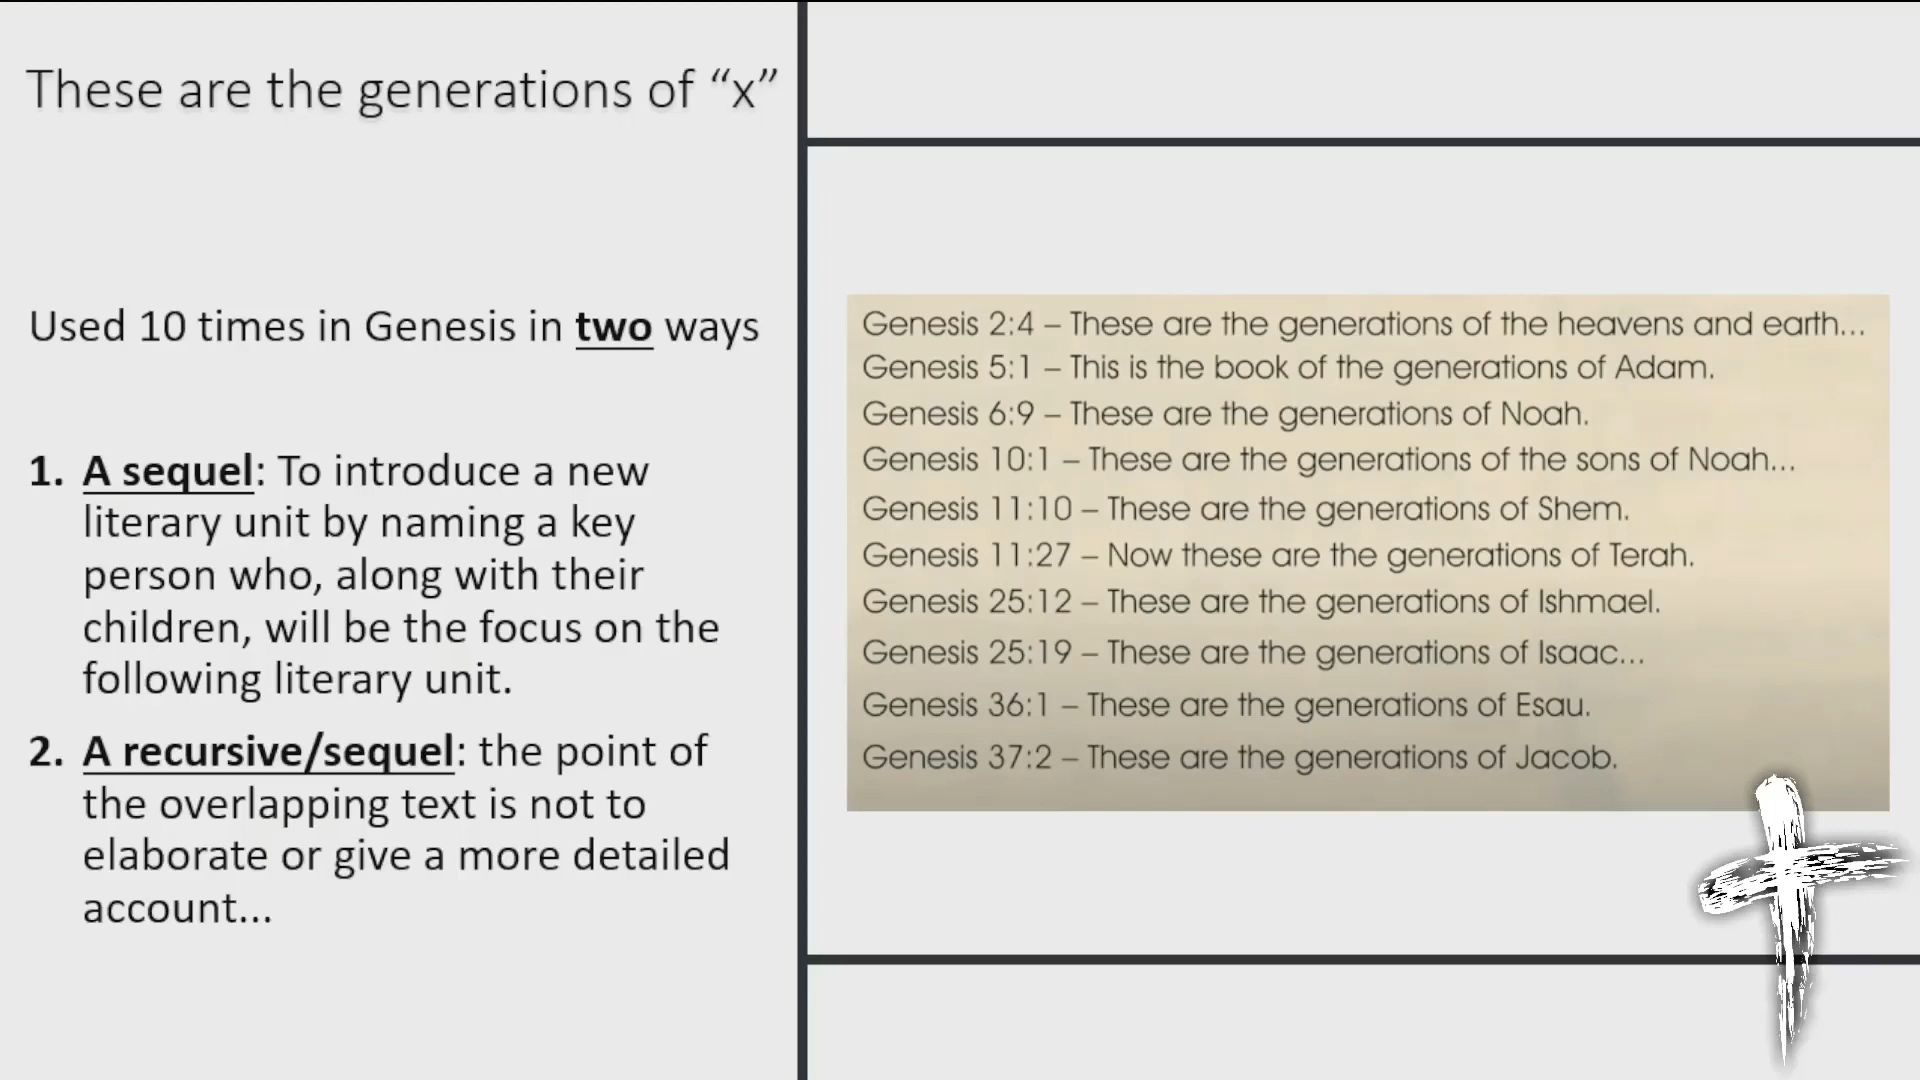 These are the generations of “x”
Used 10 times in Genesis in two ways
1. A sequel: To introduce a new
literary unit by naming a key
person who, along with their
children, will be the focus on the
following literary unit.
2. A recursive/sequel: the point of
the overlapping text is not to
elaborate or give a more detailed
account...
Genesis 2:4 – These are the generations of the heavens and earth...
Genesis 5:1 – This is the book of the generations of Adam.
Genesis 6:9 – These are the generations of Noah.
Genesis 10:1 – These are the generations of the sons of Noah...
Genesis 11:10 – These are the generations of Shem.
Genesis 11:27 – Now these are the generations of Terah.
Genesis 25:12 – These are the generations of Ishmael.
Genesis 25:19 – These are the generations of Isaac...
Genesis 36:1 – These are the generations of Esau.
Genesis 37:2 – These are the generations of Jacob.